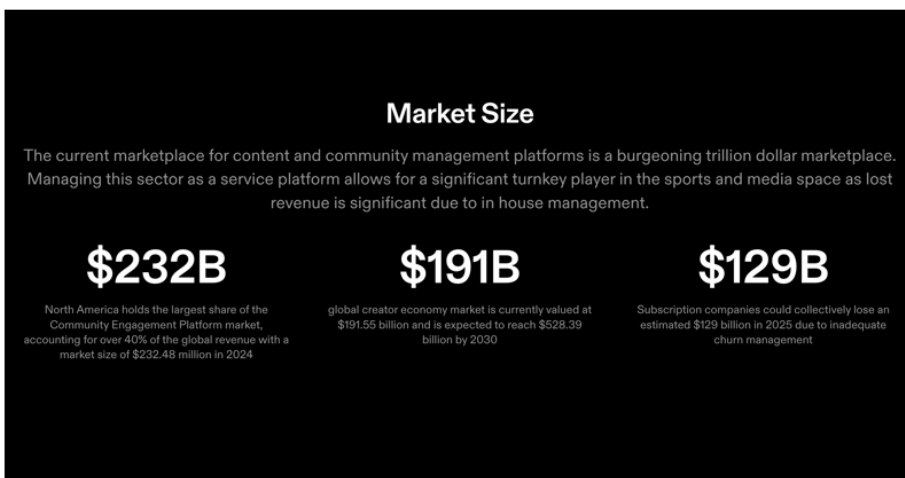 Market Size
The current marketplace for content and community management platforms is a burgeoning trillion dollar marketplace.
Managing this sector as a service platform allows for a significant turnkey player in the sports and media space as lost
revenue is significant due to in house management.
$232B
North America holds the largest share of the
Community Engagement Platform market,
accounting for over 40% of the global revenue with a
market size of $232.48 million in 2024
$191B
global creator economy market is currently valued at
$191.55 billion and is expected to reach $528.39
billion by 2030
$129B
Subscription companies could collectively lose an
estimated $129 billion in 2025 due to inadequate
churn management